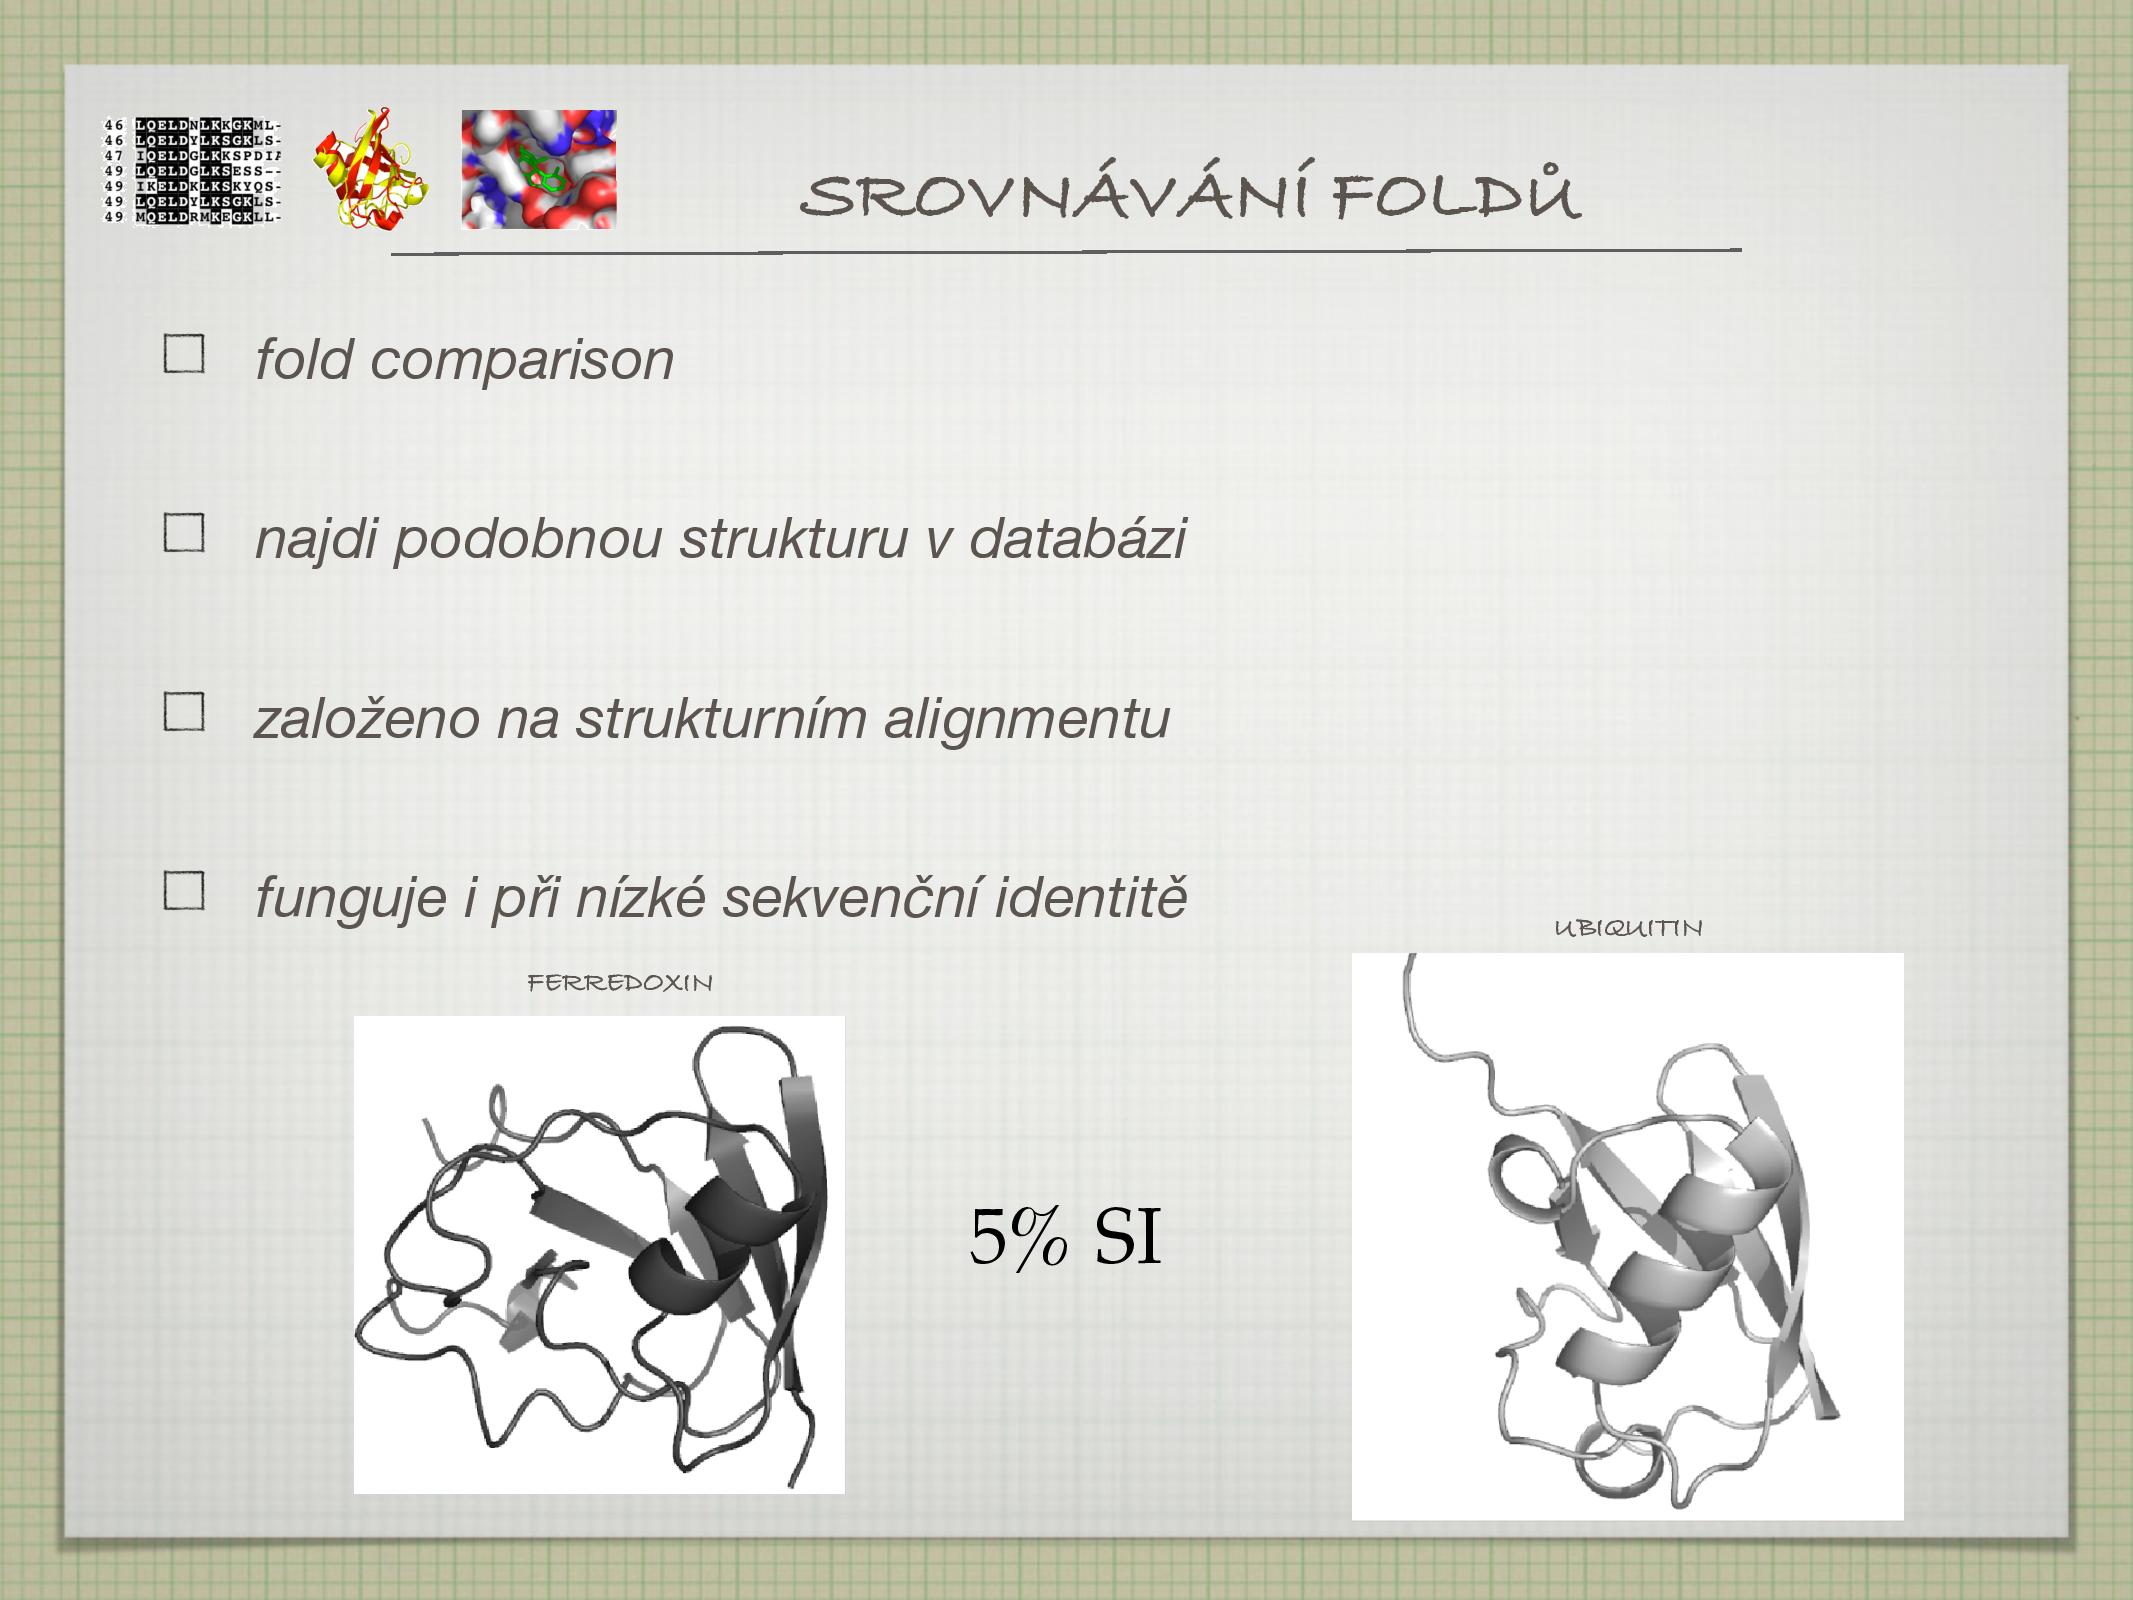 46 LQELDNLKKGKML-
46 LQELDYLKSGKLS-
47 IQELDGLKKSPDIA
49 LQELDGLKSESS--
49 IKELDKLKSKYQS-
49 LQELDYLKSGKLS-
49 MQELDRMKEGKLL-
SROVNÁVÁNÍ FOLDŮ
fold comparison
najdi podobnou strukturu v databázi
založeno na strukturním alignmentu
funguje i při nízké sekvenční identitě
UBIQUITIN
FERREDOXIN
5% SI